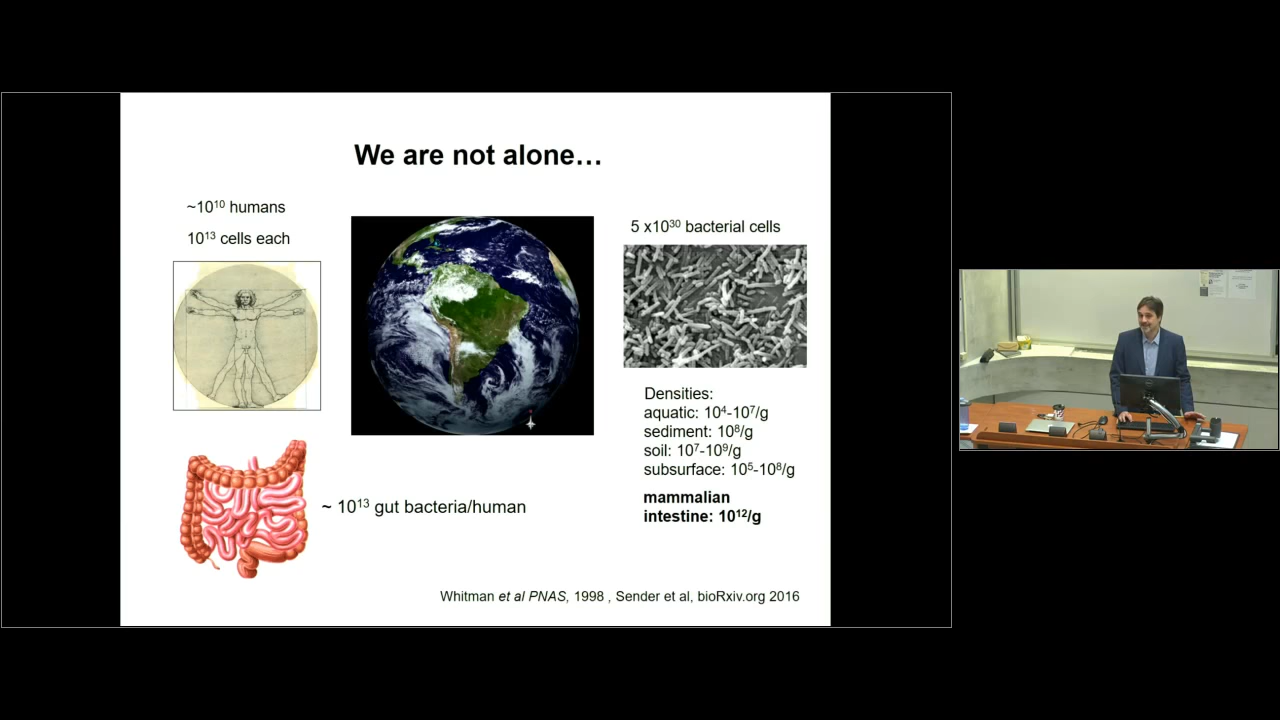 We are not alone…
~10¹⁰ humans
10¹³ cells each
5 x10³⁰ bacterial cells
Densities:
aquatic: 10⁴-10⁷/g
sediment: 10⁸/g
soil: 10⁷-10⁹/g
subsurface: 10⁵-10⁸/g
mammalian
intestine: 10¹²/g
~ 10¹³ gut bacteria/human
Whitman et al PNAS, 1998 , Sender et al, bioRxiv.org 2016